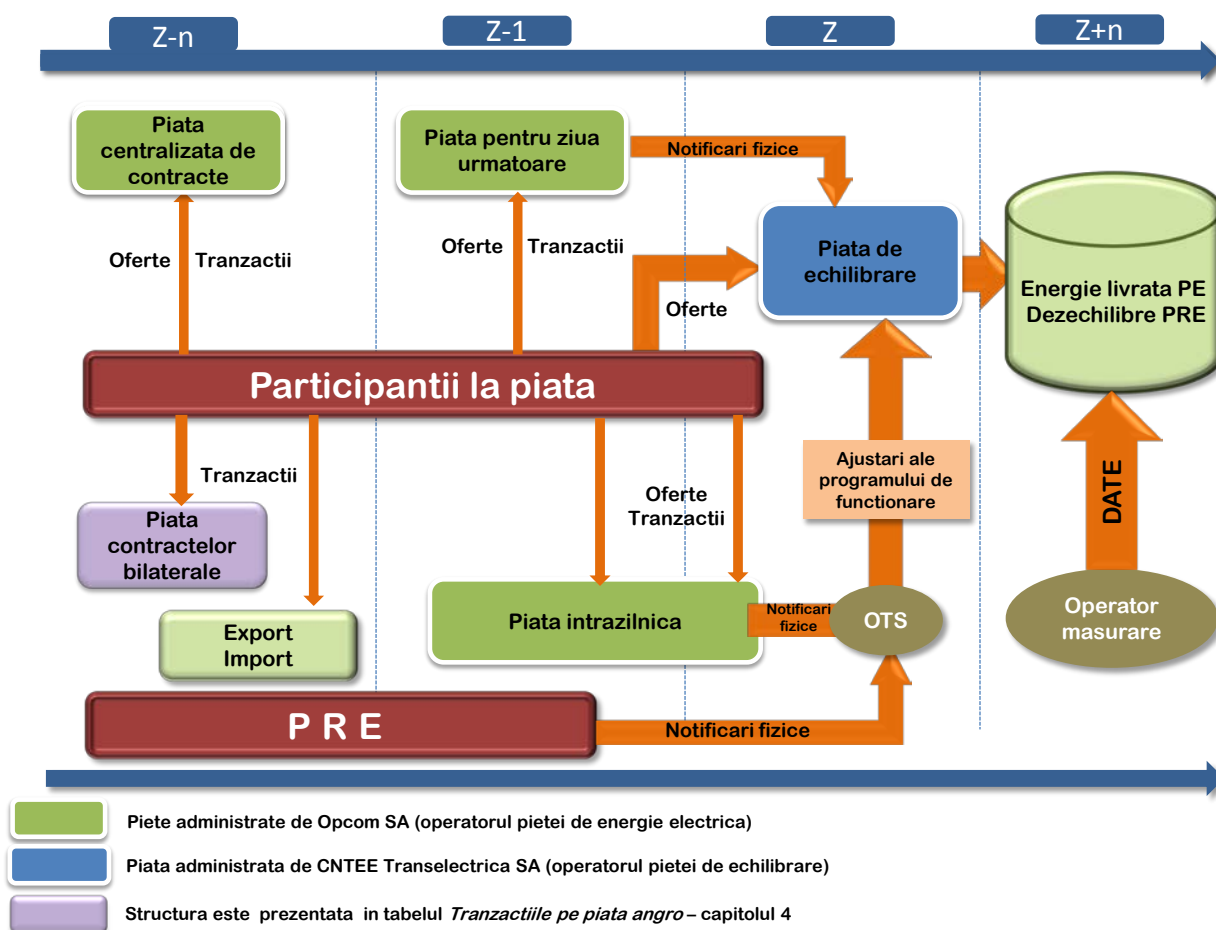 Z-n
Z-1
Z
Z+n
Piata
centralizata de
contracte
Piata pentru ziua
urmatoare
Notificari fizice
Oferte
Tranzactii
Oferte
Tranzactii
Oferte
Piata de
echilibrare
Energie livrata PE
Dezechilibre PRE
Participantii la piata
Tranzactii
Piata
contractelor
bilaterale
Export
Import
Oferte
Tranzactii
Ajustari ale
programului de
functionare
DATE
Piata intrazilnica
Notificari
fizice
OTS
Operator
masurare
P R E
Notificari fizice
Piete administrate de Opcom SA (operatorul pietei de energie electrica)
Piata administrata de CNTEE Transelectrica SA (operatorul pietei de echilibrare)
Structura este prezentata in tabelul Tranzactiile pe piata angro – capitolul 4